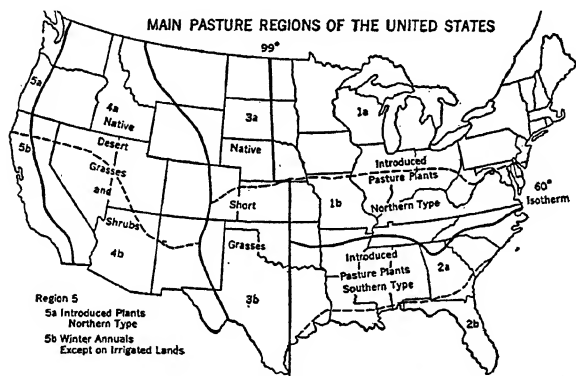 MAIN PASTURE REGIONS OF THE UNITED STATES
99°
5a
4a
Native
3a
1a
5b
Desert
Native
Introduced
Grasses
Pasture Plants
60°
and
Short
1b
Northern Type
Isotherm
Shrubs
Grasses
Introduced
4b
Pasture Plants
2a
Southern Type
3b
2b
Region 5
5a Introduced Plants
Northern Type
5b Winter Annuals
Except on Irrigated Lands